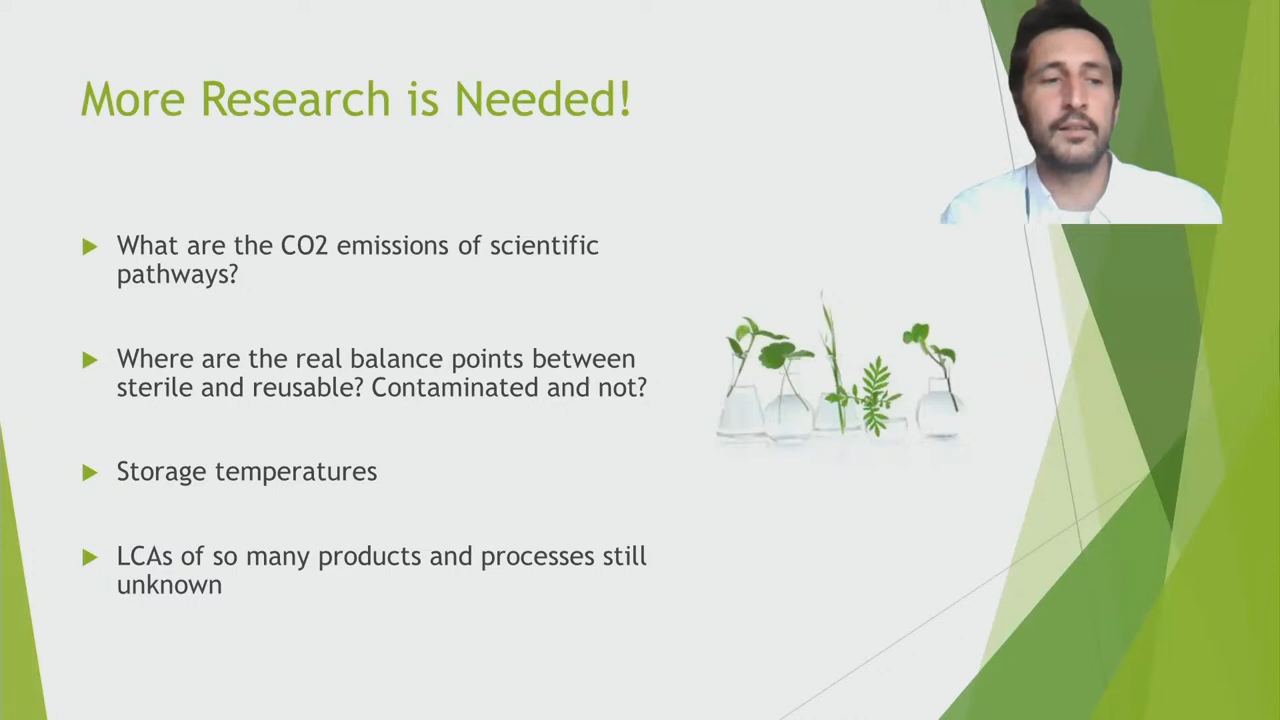 More Research is Needed!
What are the CO2 emissions of scientific
pathways?
Where are the real balance points between
sterile and reusable? Contaminated and not?
Storage temperatures
LCAs of so many products and processes still
unknown